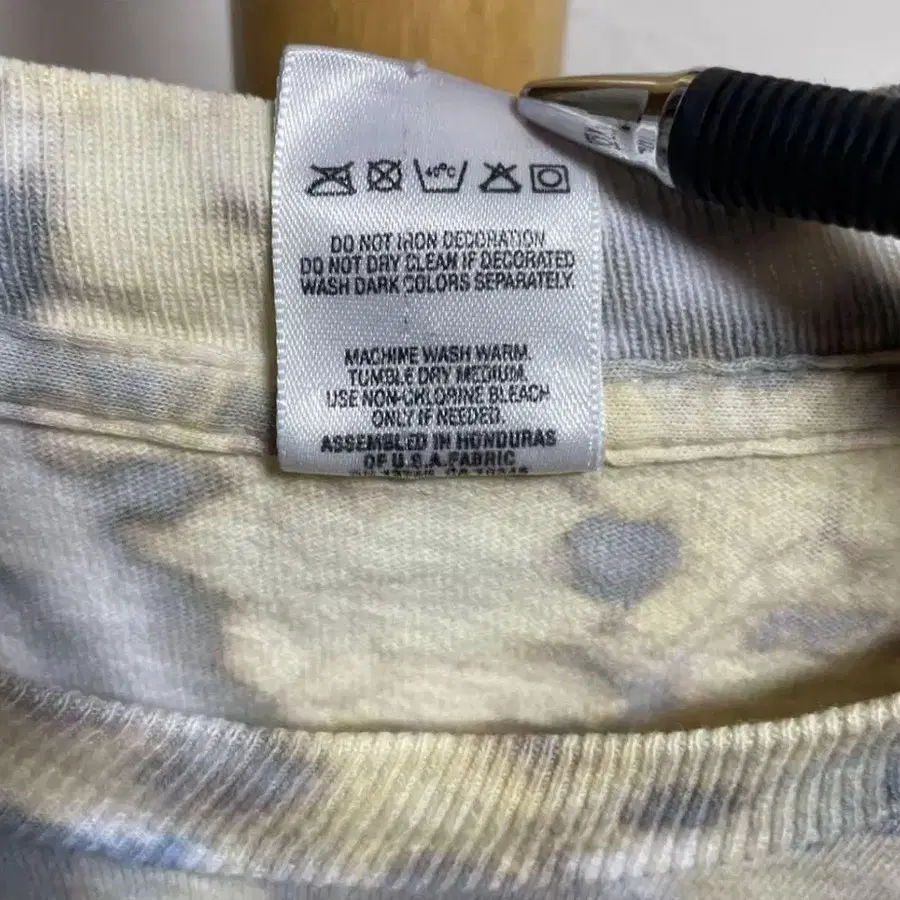 40°C
DO NOT IRON DECORATION
DO NOT DRY CLEAN IF DECORATED
WASH DARK COLORS SEPARATELY.
MACHINE WASH WARM.
TUMBLE DRY MEDIUM.
USE NON-CHLORINE BLEACH
ONLY IF NEEDED.
ASSEMBLED IN HONDURAS
OF U.S.A. FABRIC